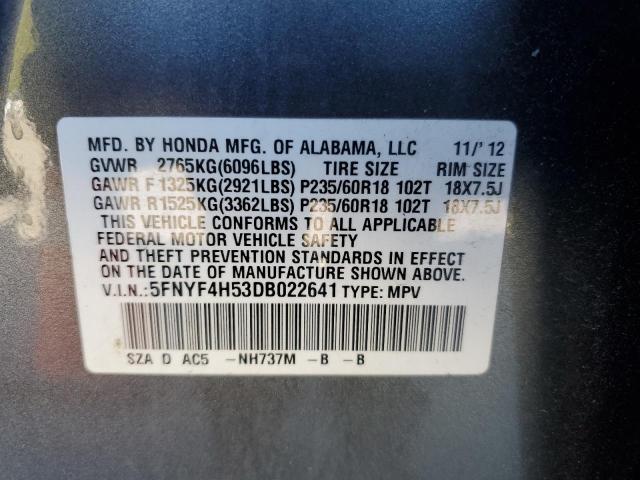 MFD. BY HONDA MFG. OF ALABAMA, LLC 11/' 12
GVWR 2765KG(6096LBS) TIRE SIZE RIM SIZE
GAWR F 1325KG(2921LBS) P235/60R18 102T 18X7.5J
GAWR R1525KG(3362LBS) P235/60R18 102T 18X7.5J
THIS VEHICLE CONFORMS TO ALL APPLICABLE
FEDERAL MOTOR VEHICLE SAFETY
AND THEFT PREVENTION STANDARDS IN EFFECT
ON THE DATE OF MANUFACTURE SHOWN ABOVE.
V.I.N.:5FNYF4H53DB022641 TYPE: MPV
SZA D AC5 -NH737M -B -B